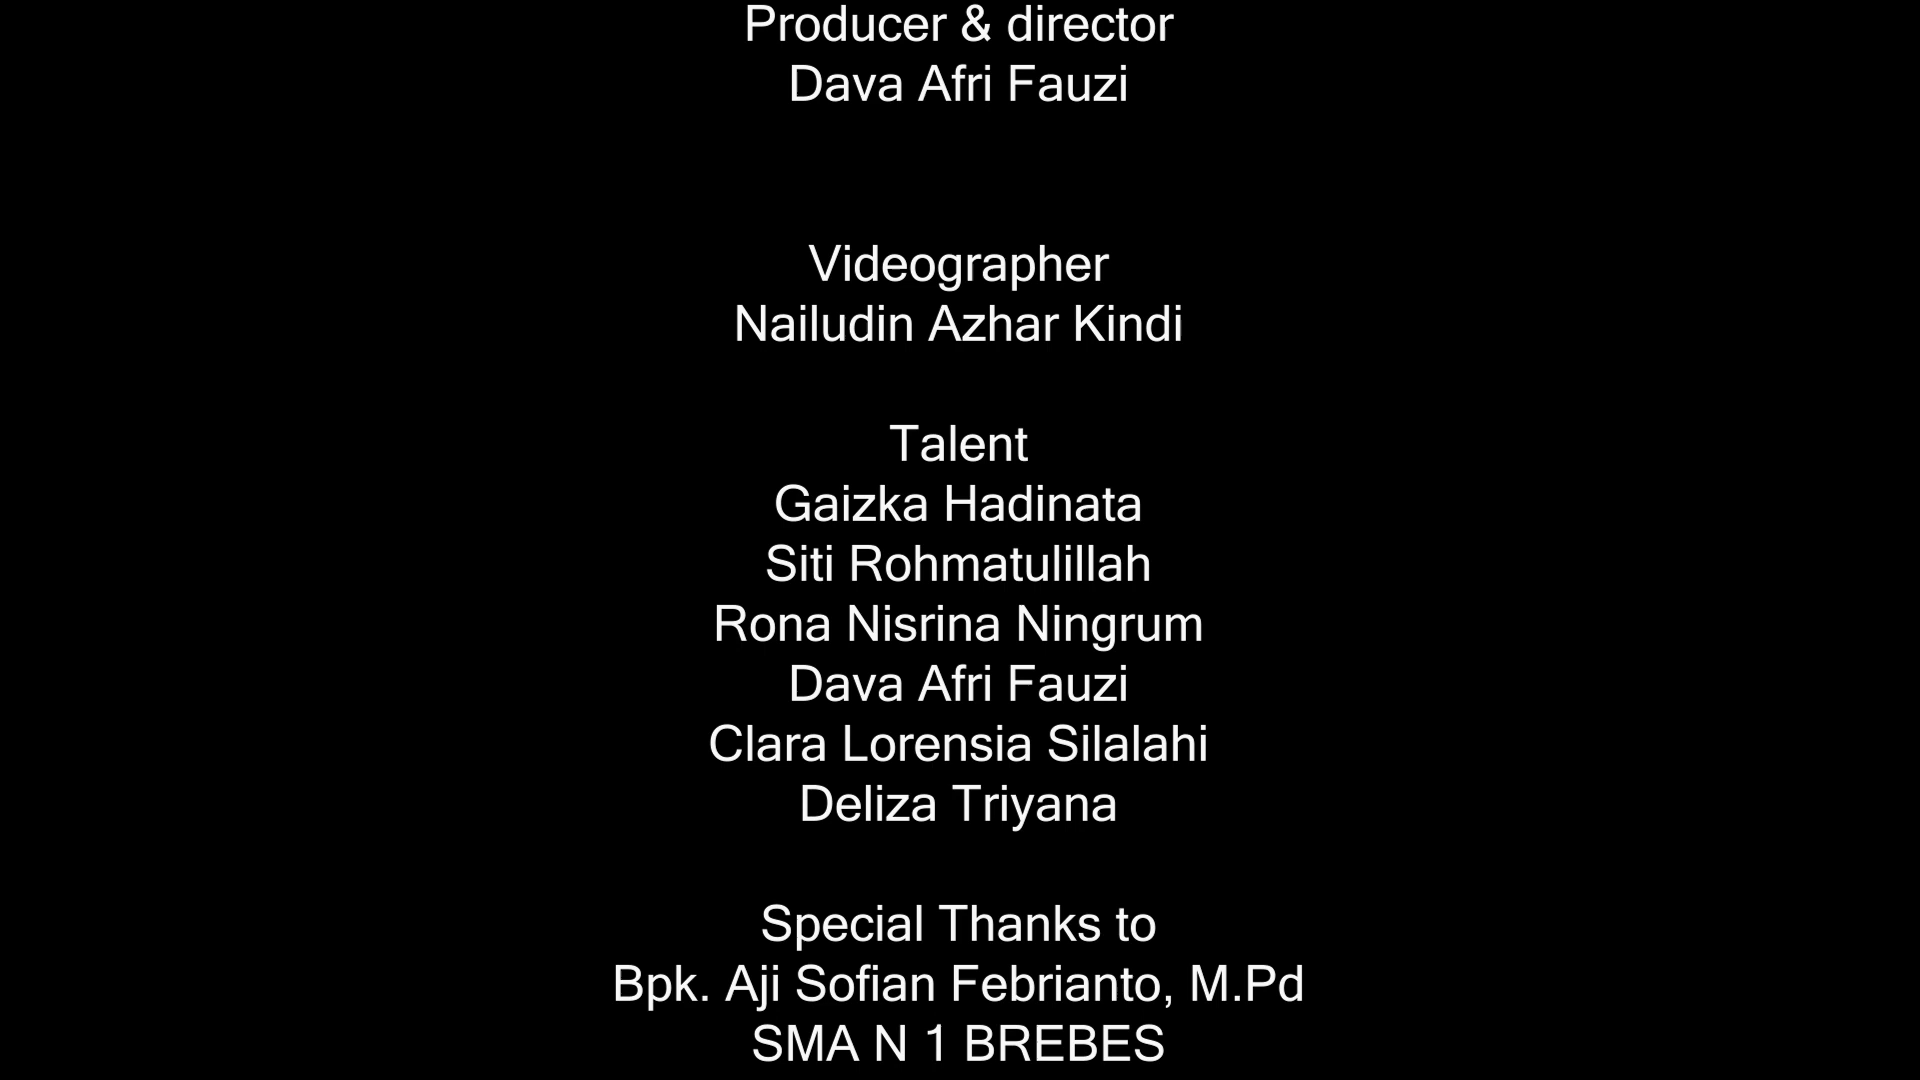 Producer & director
Dava Afri Fauzi
Videographer
Nailudin Azhar Kindi
Talent
Gaizka Hadinata
Siti Rohmatulillah
Rona Nisrina Ningrum
Dava Afri Fauzi
Clara Lorensia Silalahi
Deliza Triyana
Special Thanks to
Bpk. Aji Sofian Febrianto, M.Pd
SMA N 1 BREBES